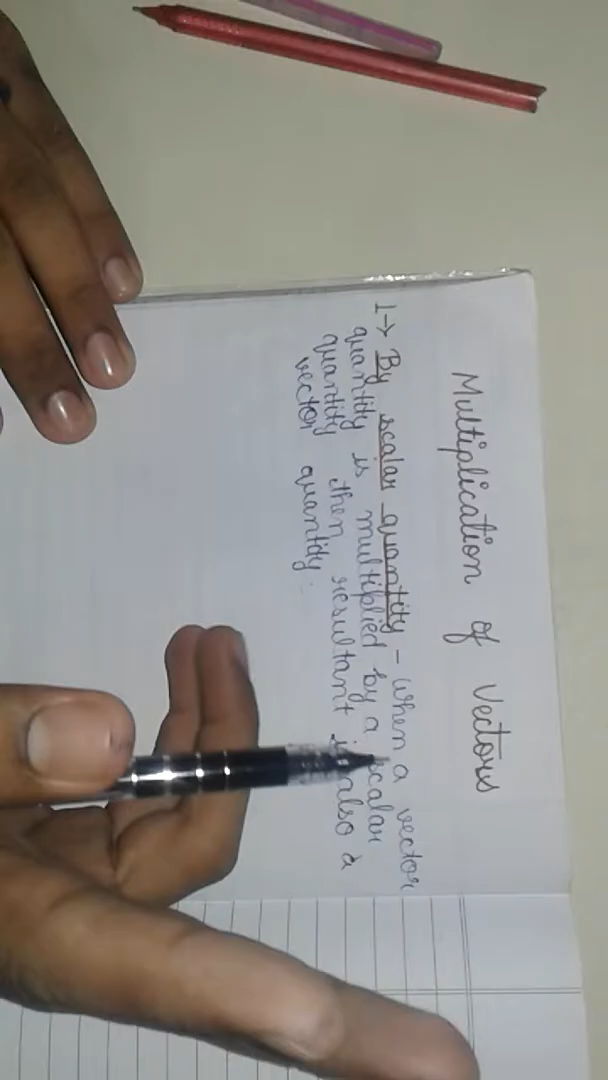 Multiplication of Vectors
1→ By scalar quantity - When a vector
quantity is multiplied by a scalar
quantity then resultant is also a
vector quantity.